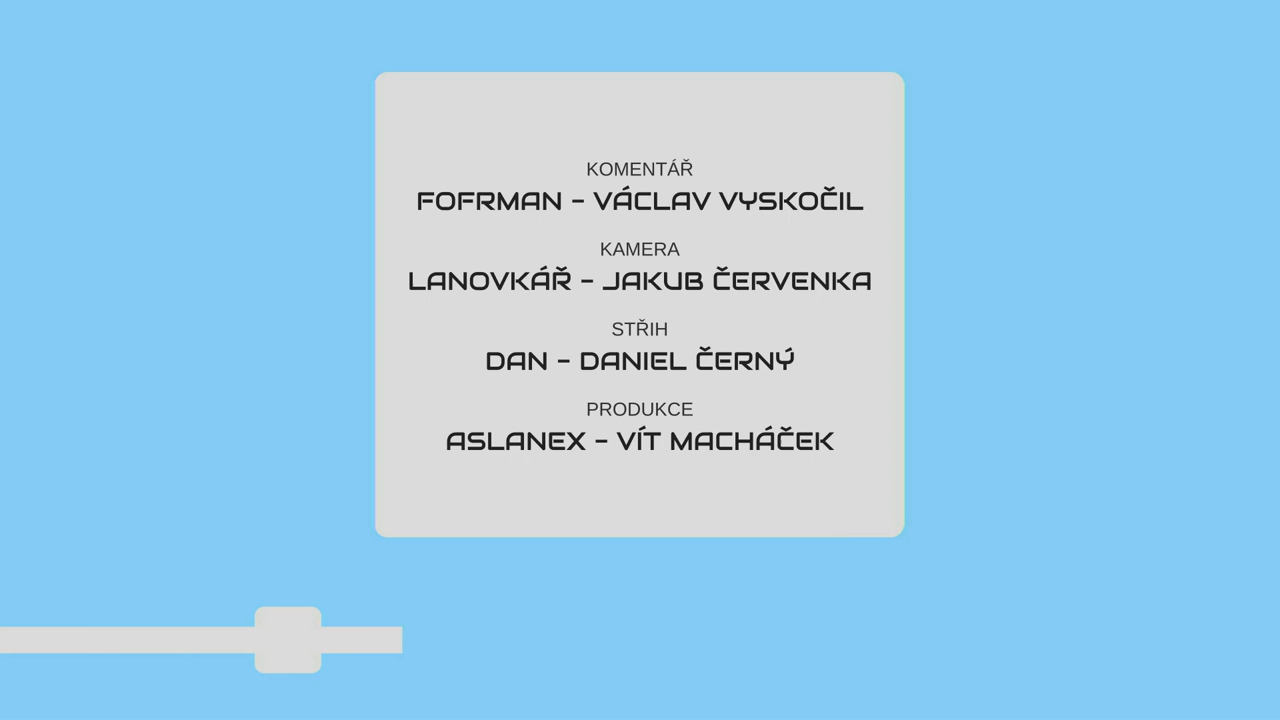 KOMENTÁŘ
FOFRMAN – VÁCLAV VYSKOČIL
KAMERA
LANOVKÁŘ – JAKUB ČERVENKA
STŘIH
DAN – DANIEL ČERNÝ
PRODUKCE
ASLANEX – VÍT MACHÁČEK